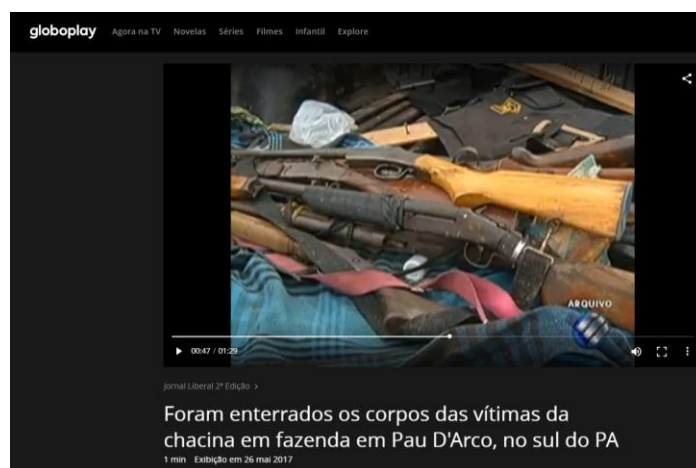 globoplay Agora na TV Novelas Séries Filmes Infantil Explore
ARQUIVO
00:47 / 01:29
Jornal Liberal 2ª Edição >
Foram enterrados os corpos das vítimas da
chacina em fazenda em Pau D'Arco, no sul do PA
1 min Exibição em 26 mai 2017